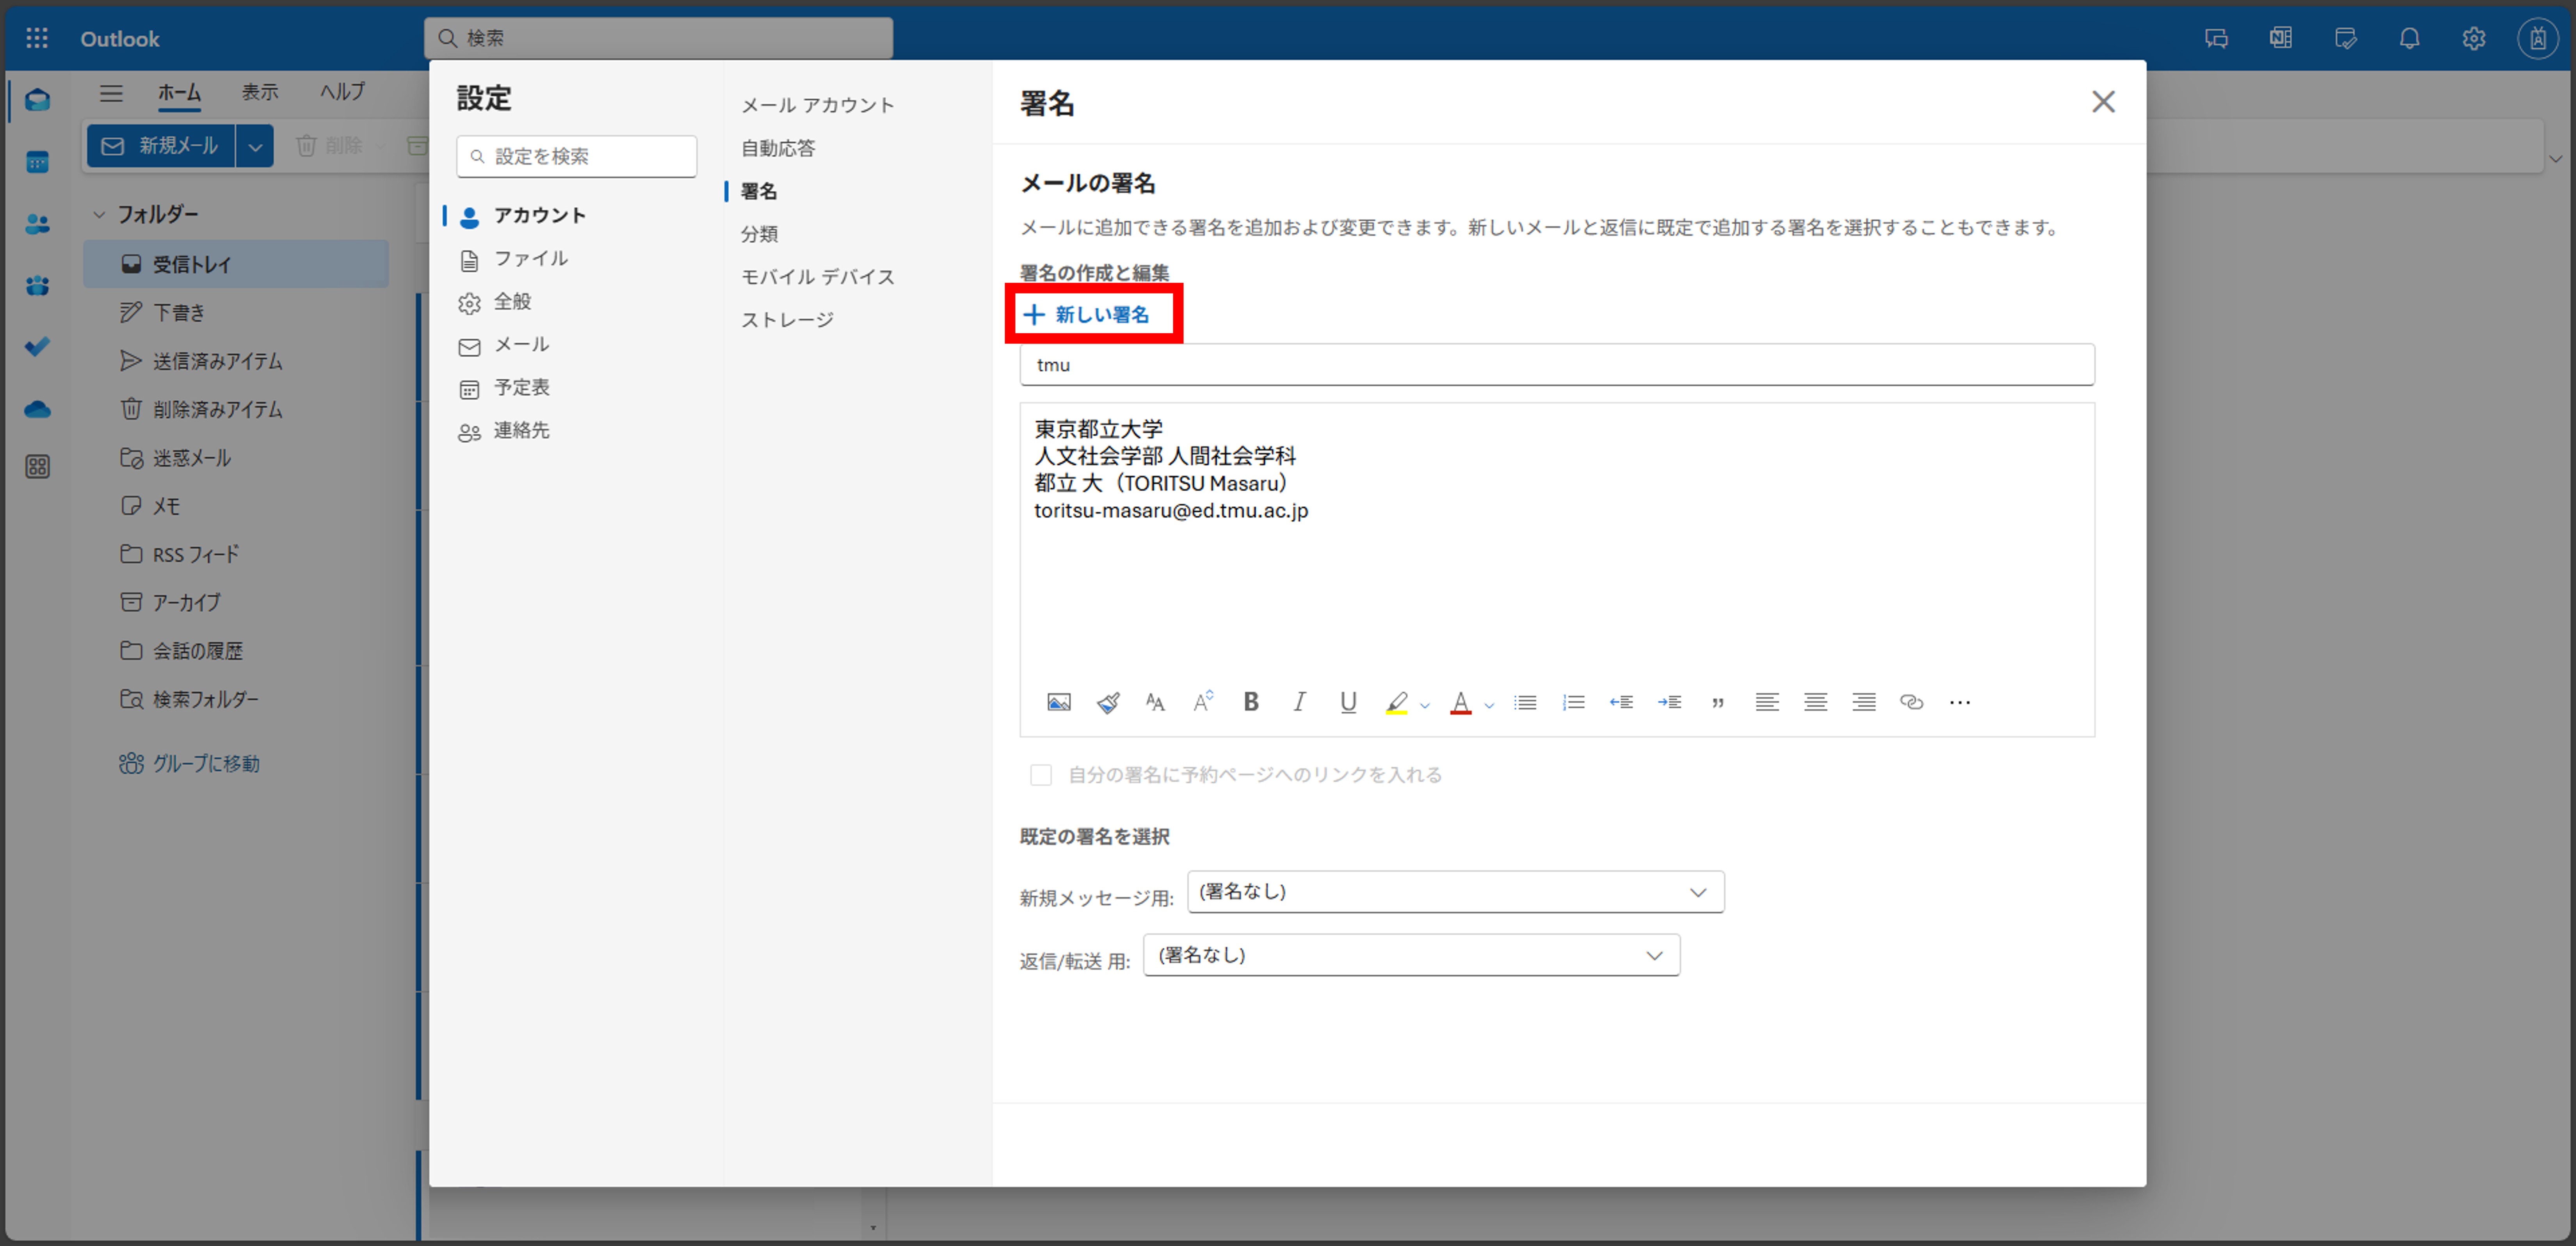 Outlook
検索
ホーム 表示 ヘルプ
新規メール 削除
フォルダー
受信トレイ
下書き
送信済みアイテム
削除済みアイテム
迷惑メール
メモ
RSS フィード
アーカイブ
会話の履歴
検索フォルダー
グループに移動
設定
設定を検索
アカウント
ファイル
全般
メール
予定表
連絡先
メール アカウント
自動応答
署名
分類
モバイル デバイス
ストレージ
署名
メールの署名
メールに追加できる署名を追加および変更できます。新しいメールと返信に既定で追加する署名を選択することもできます。
署名の作成と編集
新しい署名
tmu
東京都立大学
人文社会学部 人間社会学科
都立 大（TORITSU Masaru）
toritsu-masaru@ed.tmu.ac.jp
自分の署名に予約ページへのリンクを入れる
既定の署名を選択
新規メッセージ用: (署名なし)
返信/転送 用: (署名なし)